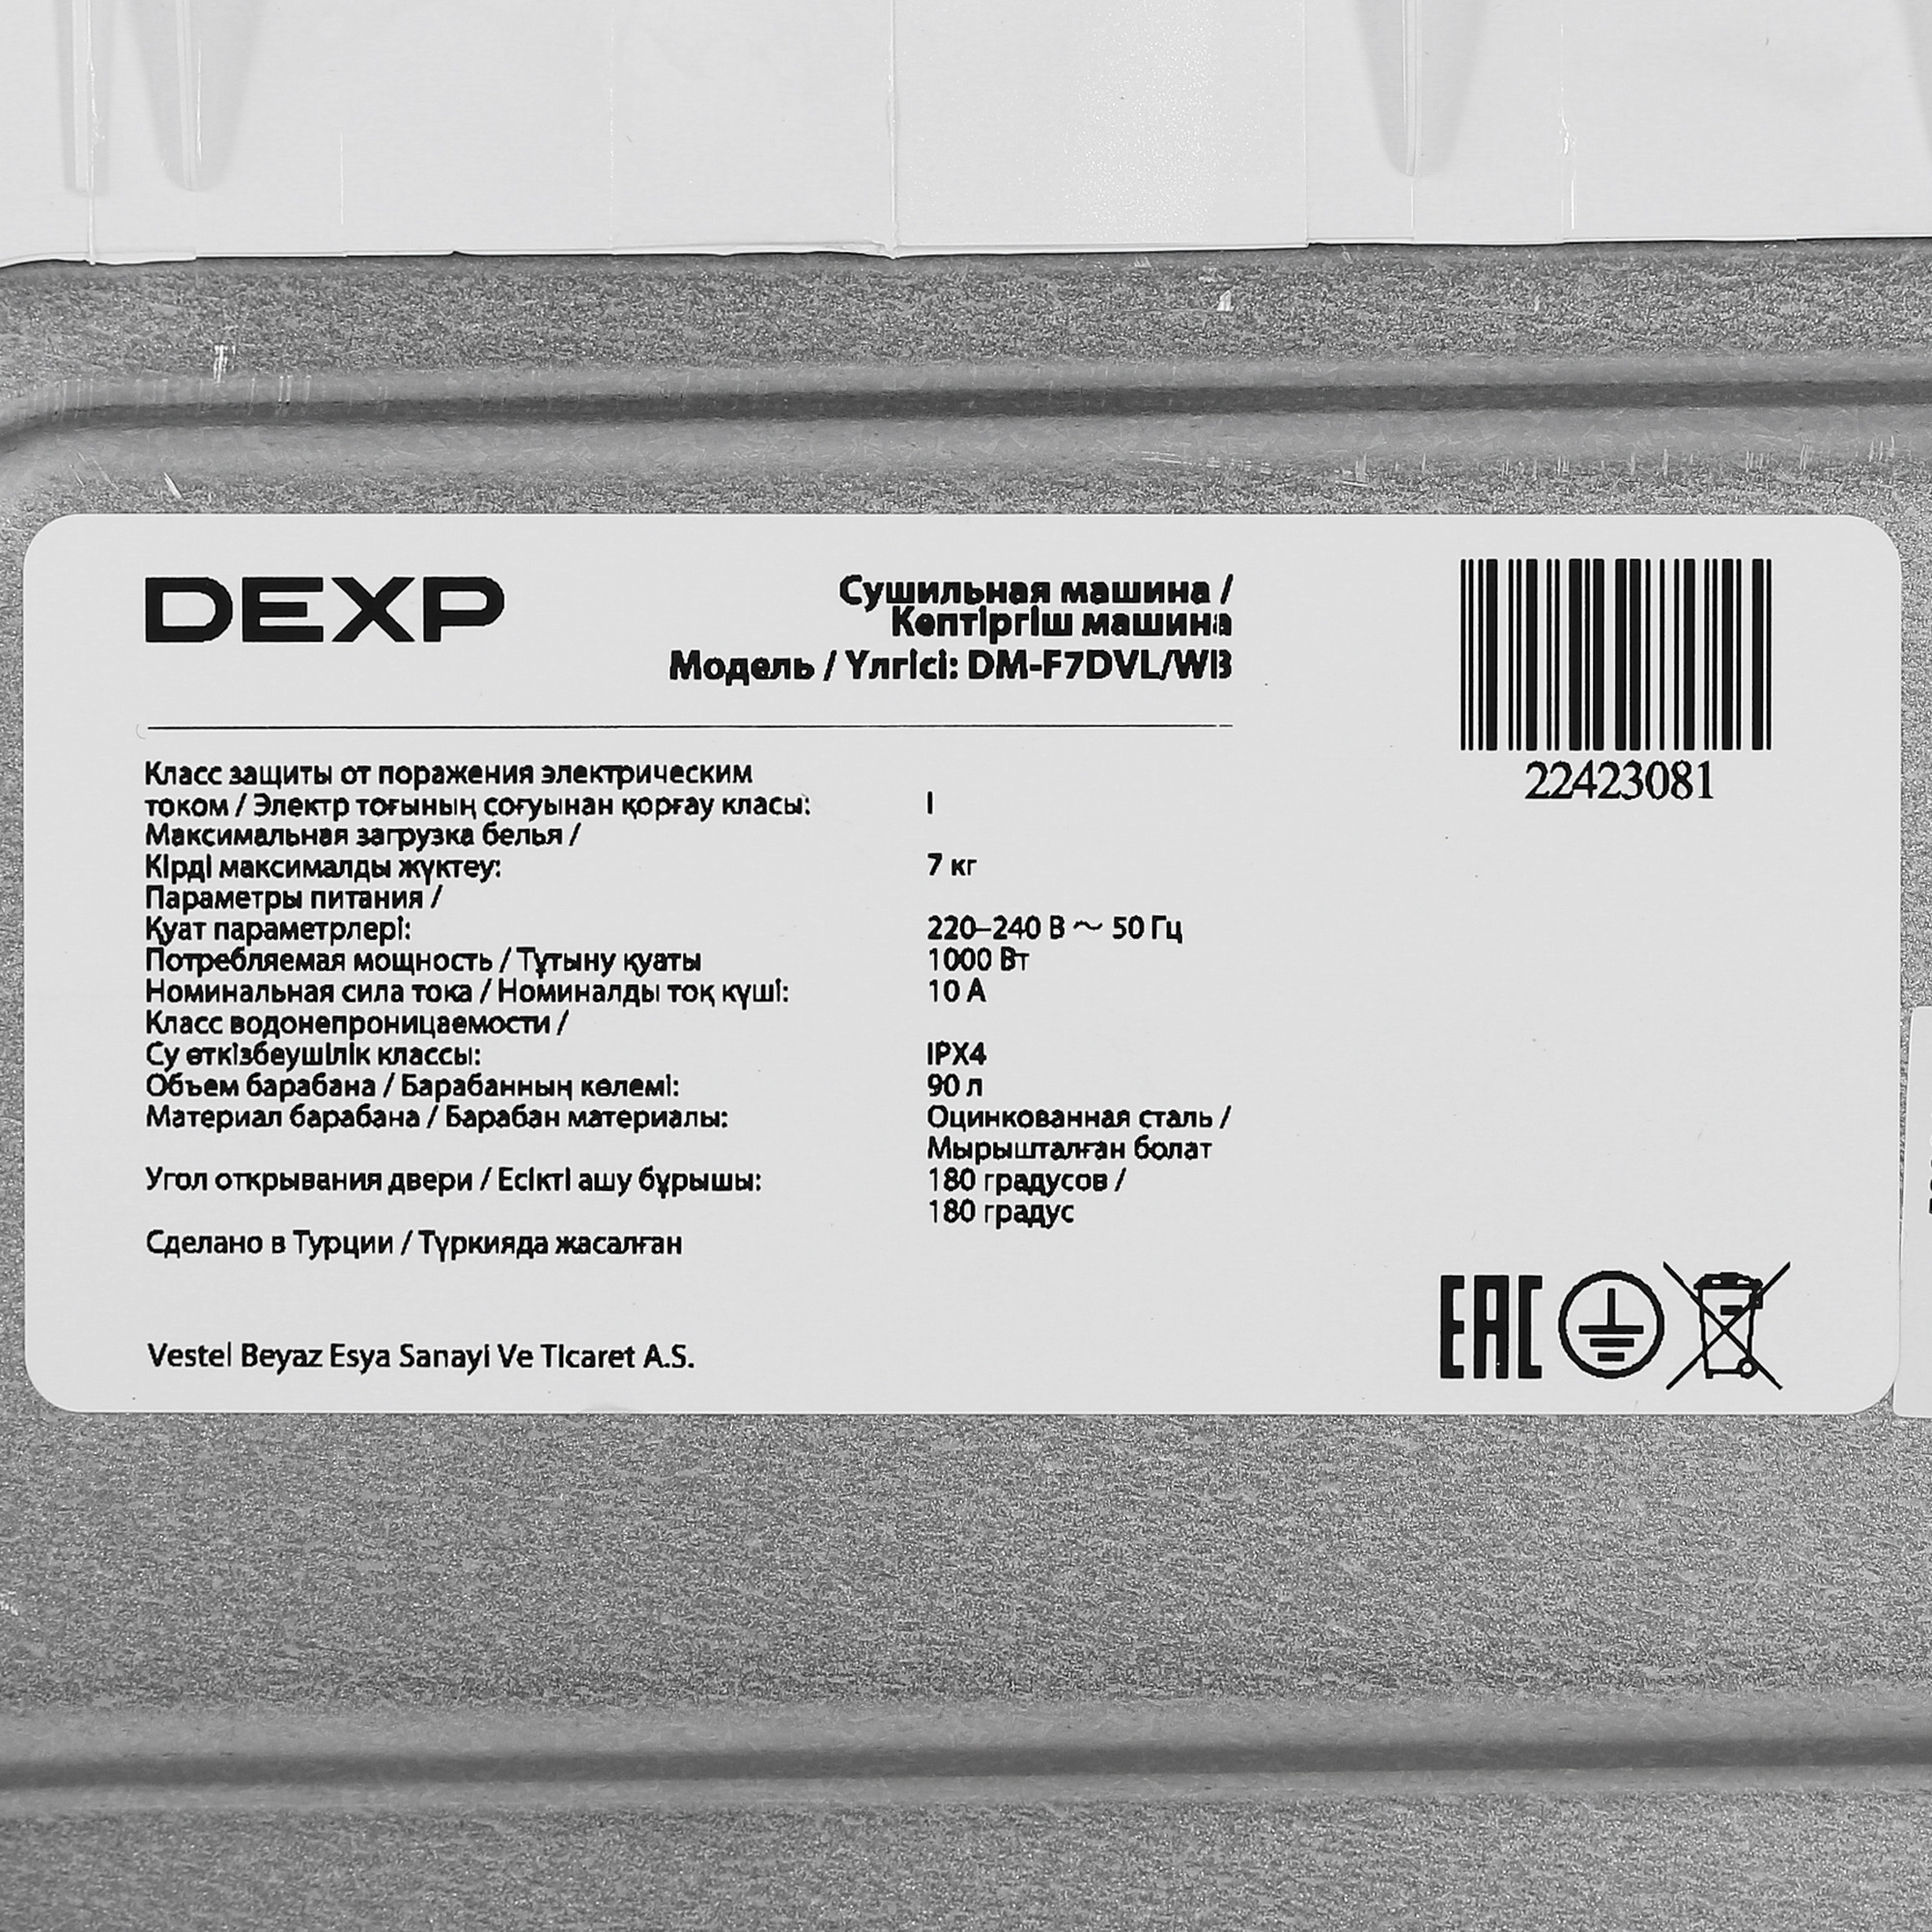 DEXP
Сушильная машина /
Кептіргіш машина
Модель / Үлгісі: DM-F7DVL/WB
22423081
Класс защиты от поражения электрическим
током / Электр тоғының соғуынан қорғау класы: I
Максимальная загрузка белья /
Кірді максималды жүктеу: 7 кг
Параметры питания /
Қуат параметрлері: 220–240 В ~ 50 Гц
Потребляемая мощность / Тұтыну қуаты 1000 Вт
Номинальная сила тока / Номиналды тоқ күші: 10 А
Класс водонепроницаемости /
Су өткізбеушілік классы: IPX4
Объем барабана / Барабанның көлемі: 90 л
Материал барабана / Барабан материалы: Оцинкованная сталь /
Мырышталған болат
Угол открывания двери / Есікті ашу бұрышы: 180 градусов /
180 градус
Сделано в Турции / Түркияда жасалған
Vestel Beyaz Esya Sanayi Ve Ticaret A.S.
EAC